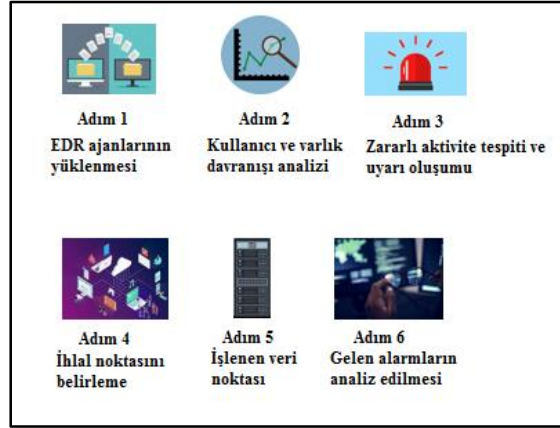 Adım 1
EDR ajanlarının
yüklenmesi
Adım 2
Kullanıcı ve varlık
davranışı analizi
Adım 3
Zararlı aktivite tespiti ve
uyarı oluşumu
Adım 4
İhlal noktasını
belirleme
Adım 5
İşlenen veri
noktası
Adım 6
Gelen alarmların
analiz edilmesi